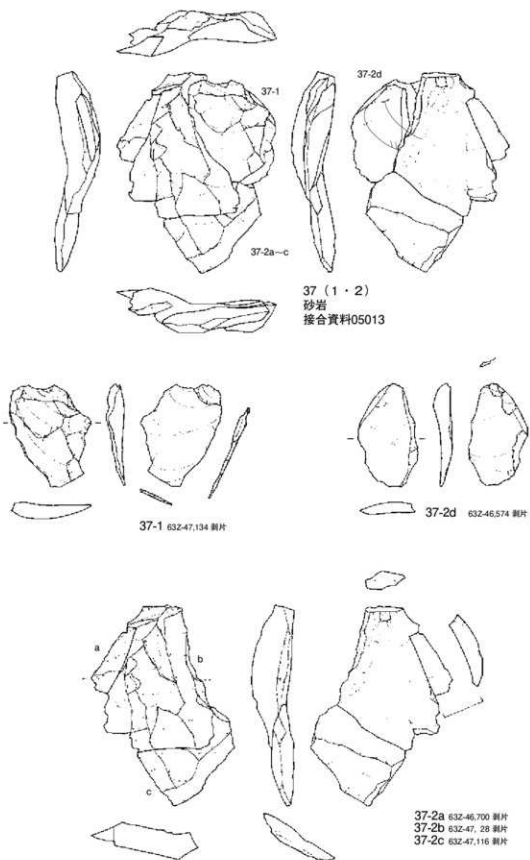 37-1
37-2d
37-2a~c
37（1・2）
砂岩
接合資料05013
37-1 63Z-47,134 剥片
37-2d 63Z-46,574 剥片
a
b
c
37-2a 63Z-46,700 剥片
37-2b 63Z-47, 28 剥片
37-2c 63Z-47,116 剥片